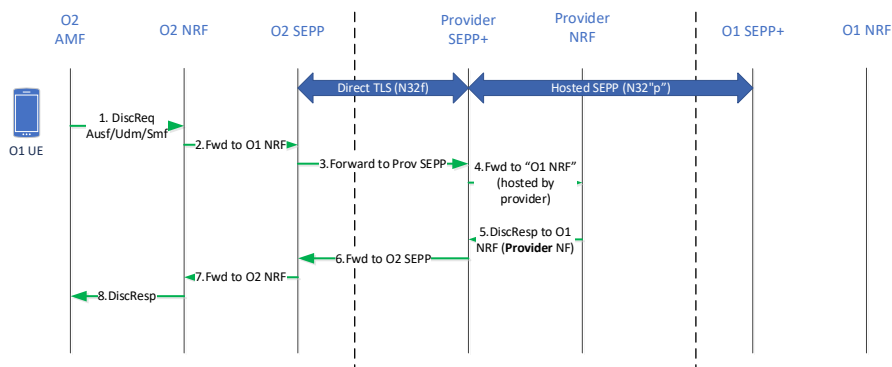 O2
AMF
O2 NRF
O2 SEPP
Provider
SEPP+
Provider
NRF
O1 SEPP+
O1 NRF
Direct TLS (N32f)
Hosted SEPP (N32"p")
O1 UE
1. DiscReq
Ausf/Udm/Smf
2.Fwd to O1 NRF
3.Forward to Prov SEPP
4.Fwd to “O1 NRF”
(hosted by
provider)
5.DiscResp to O1
NRF (Provider NF)
6.Fwd to O2 SEPP
7.Fwd to O2 NRF
8.DiscResp